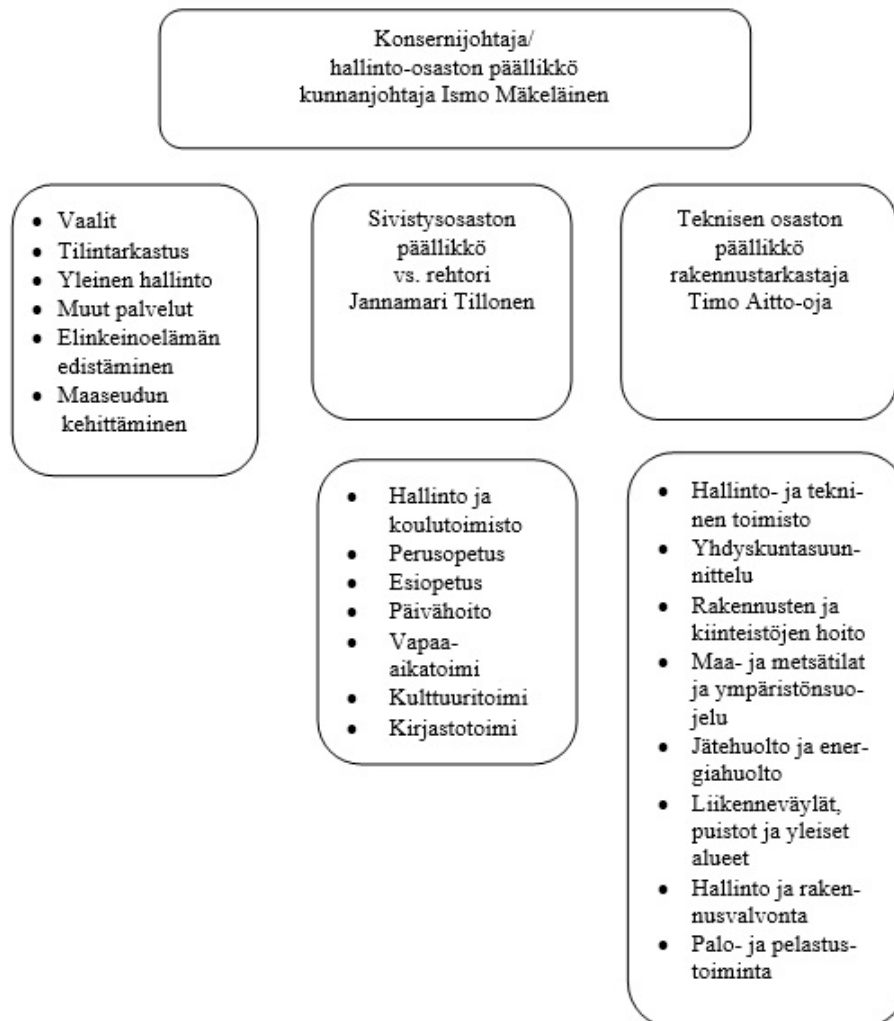 Konsernijohtaja/
hallinto-osaston päällikkö
kunnanjohtaja Ismo Mäkeläinen
• Vaalit
• Tilintarkastus
• Yleinen hallinto
• Muut palvelut
• Elinkeinoelämän
edistäminen
• Maaseudun
kehittäminen
Sivistysosaston
päällikkö
vs. rehtori
Jannamari Tillonen
Teknisen osaston
päällikkö
rakennustarkastaja
Timo Aitto-oja
• Hallinto ja
koulutoimisto
• Perusopetus
• Esiopetus
• Päivähoito
• Vapaa-
aikatoimi
• Kulttuuritoimi
• Kirjastotoimi
• Hallinto- ja tekni-
nen toimisto
• Yhdyskuntasuun-
nittelu
• Rakennusten ja
kiinteistöjen hoito
• Maa- ja metsätilat
ja ympäristönsuo-
jelu
• Jätehuolto ja ener-
giahuolto
• Liikenneväylät,
puistot ja yleiset
alueet
• Hallinto ja raken-
nusvalvonta
• Palo- ja pelastus-
toiminta